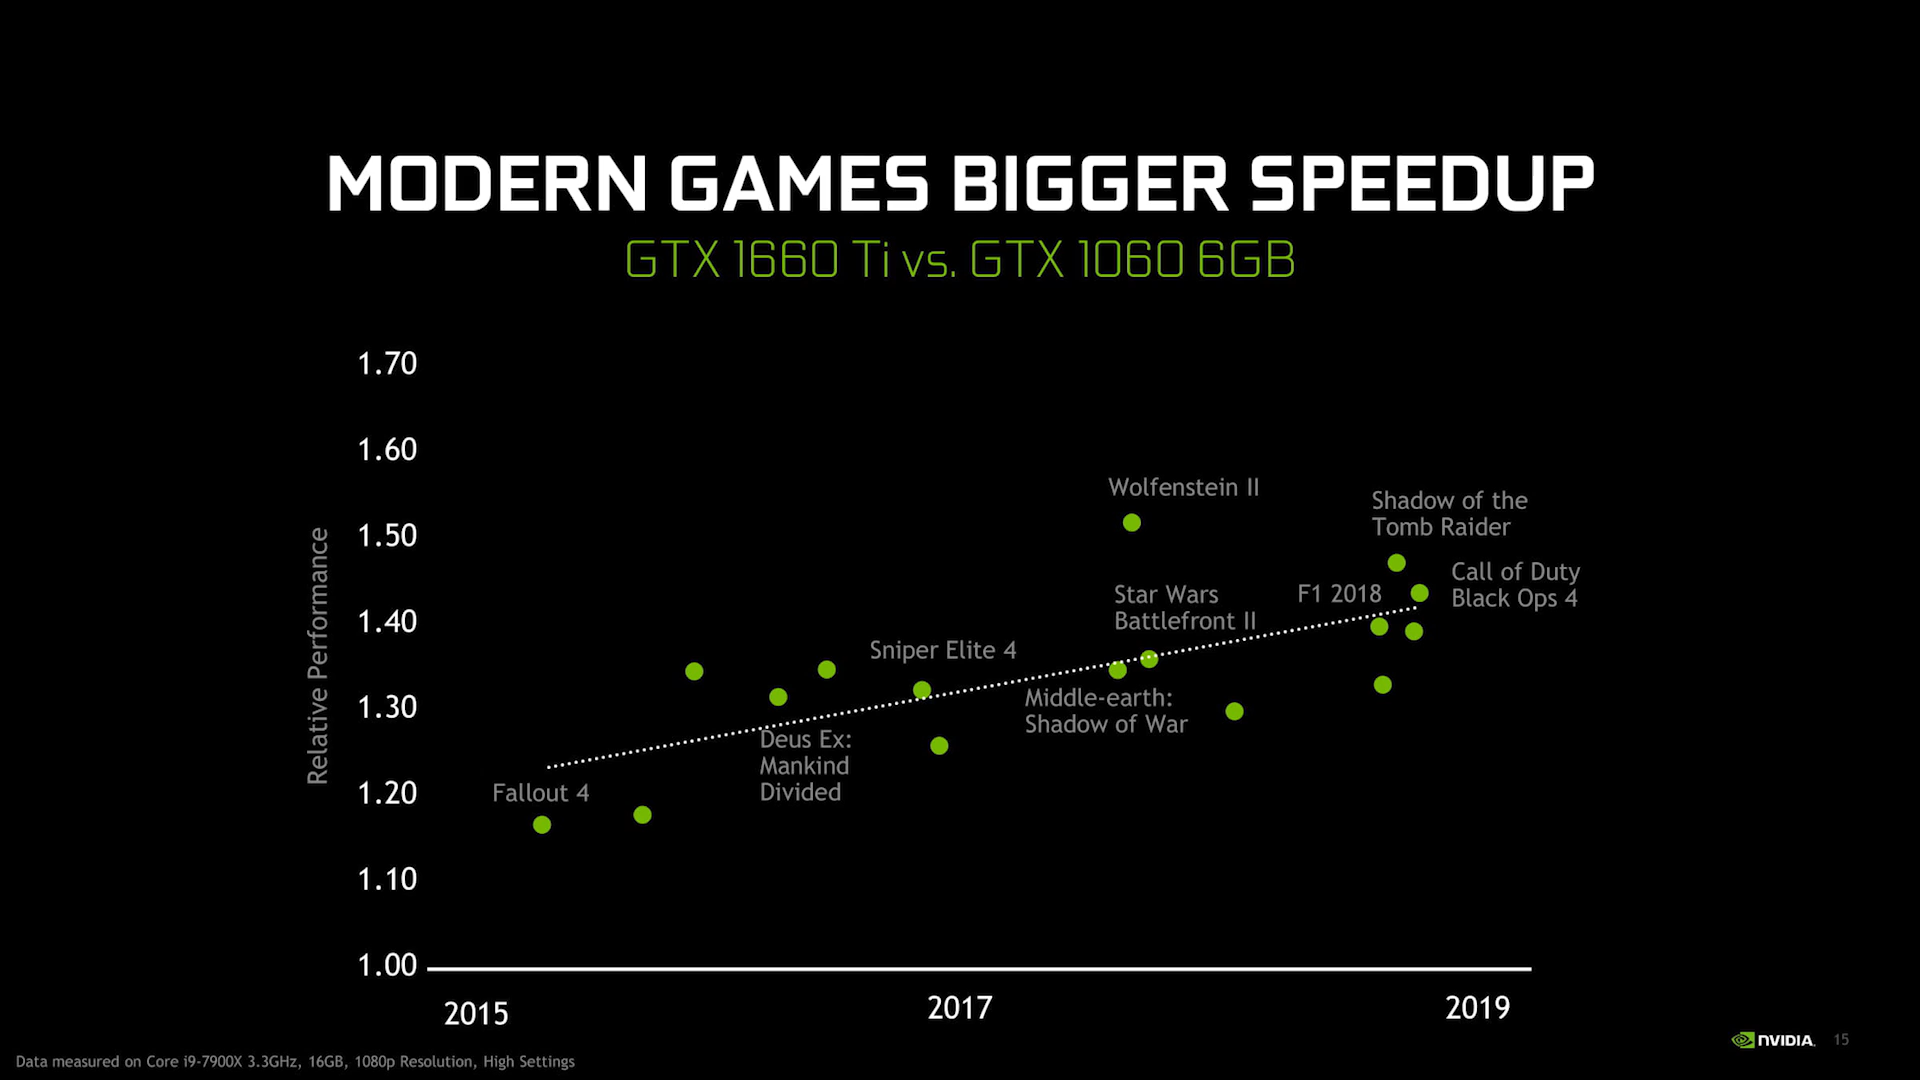 MODERN GAMES BIGGER SPEEDUP
GTX 1660 Ti vs. GTX 1060 6GB
Relative Performance
1.70
1.60
1.50
1.40
1.30
1.20
1.10
1.00
Wolfenstein II
Shadow of the
Tomb Raider
Call of Duty
Black Ops 4
F1 2018
Star Wars
Battlefront II
Sniper Elite 4
Middle-earth:
Shadow of War
Deus Ex:
Mankind
Divided
Fallout 4
2015
2017
2019
Data measured on Core i9-7900X 3.3GHz, 16GB, 1080p Resolution, High Settings
NVIDIA.
15